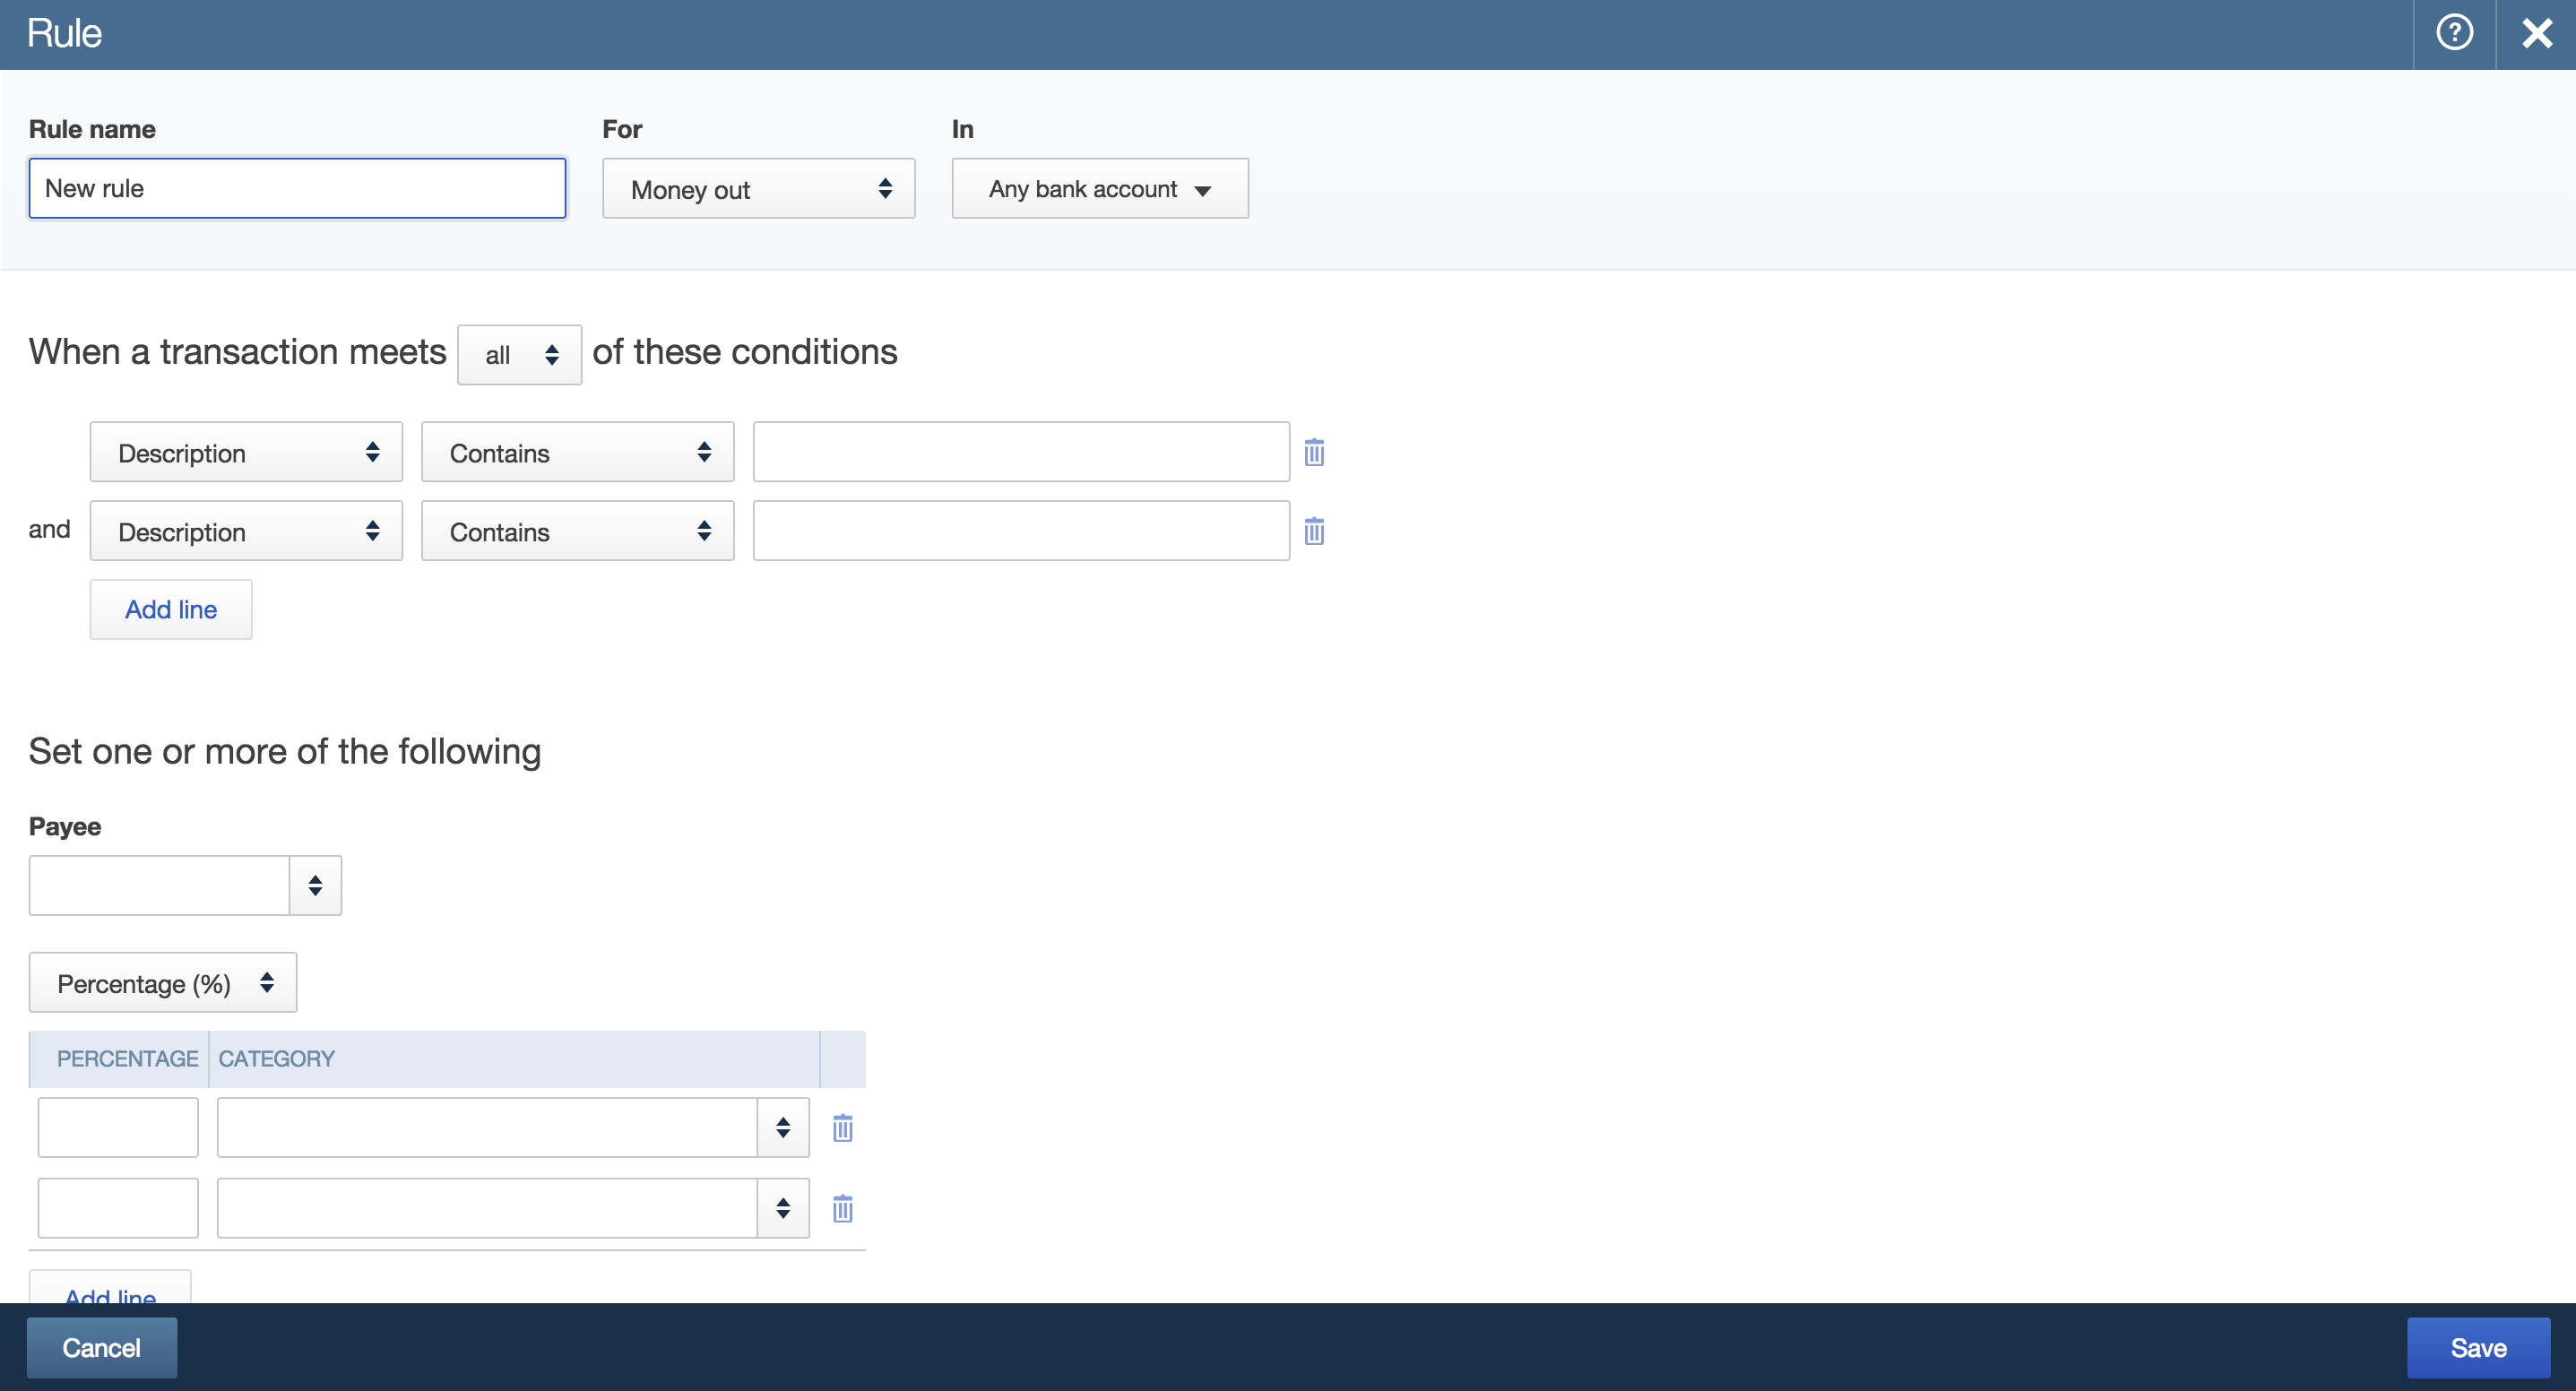 Rule
?
Rule name
For
In
New rule
Money out
Any bank account
When a transaction meets all of these conditions
Description Contains
and Description Contains
Add line
Set one or more of the following
Payee
Percentage (%)
PERCENTAGE CATEGORY
Add line
Cancel
Save